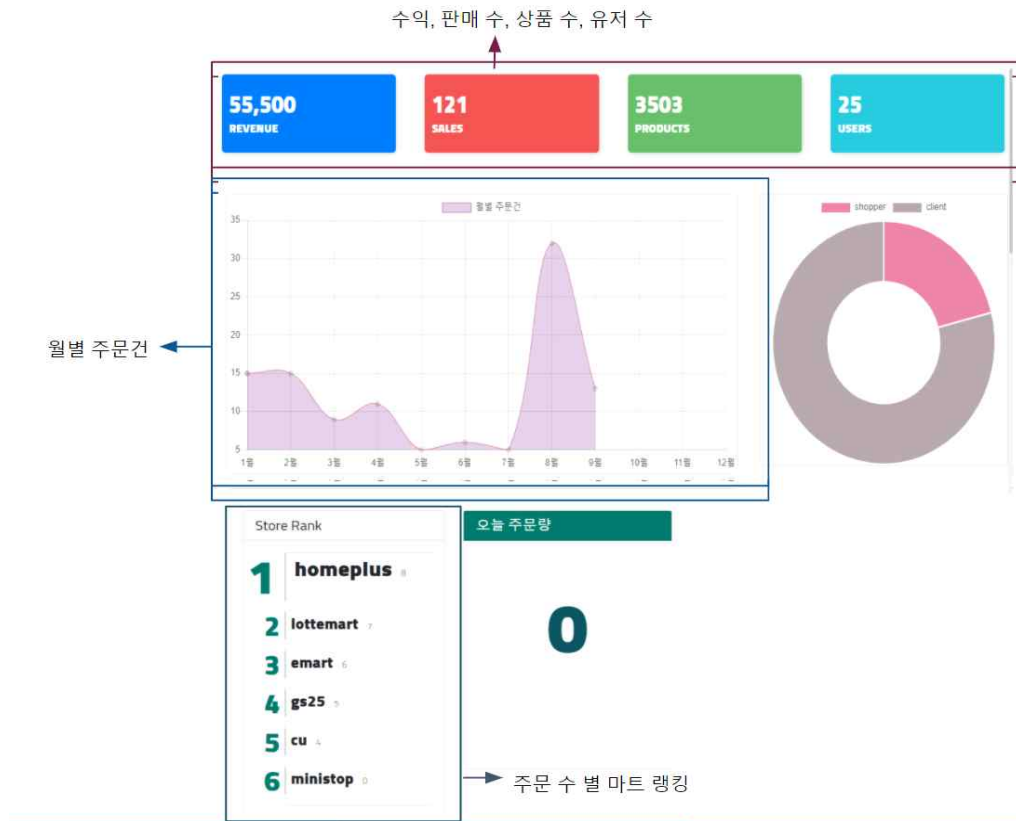 수익, 판매 수, 상품 수, 유저 수
55,500
REVENUE
121
SALES
3503
PRODUCTS
25
USERS
월별 주문건
35
30
25
20
15
10
5
1월 2월 3월 4월 5월 6월 7월 8월 9월 10월 11월 12월
shopper client
월별 주문건
Store Rank
1 homeplus 8
2 lottemart 7
3 emart 6
4 gs25 5
5 cu 4
6 ministop 0
오늘 주문량
0
주문 수 별 마트 랭킹